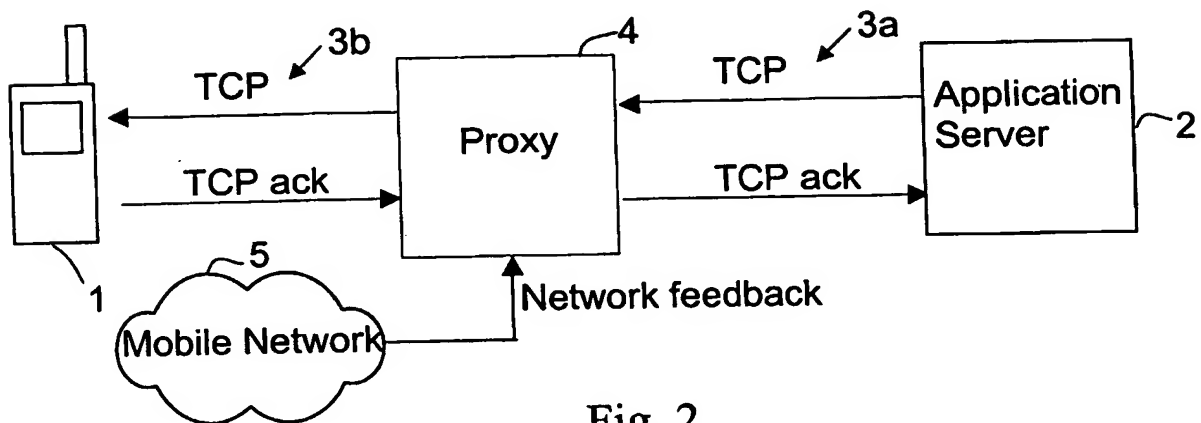 3b
4
3a
TCP
TCP
Application
Server
2
Proxy
TCP ack
TCP ack
1
5
Network feedback
Mobile Network
Fig. 2